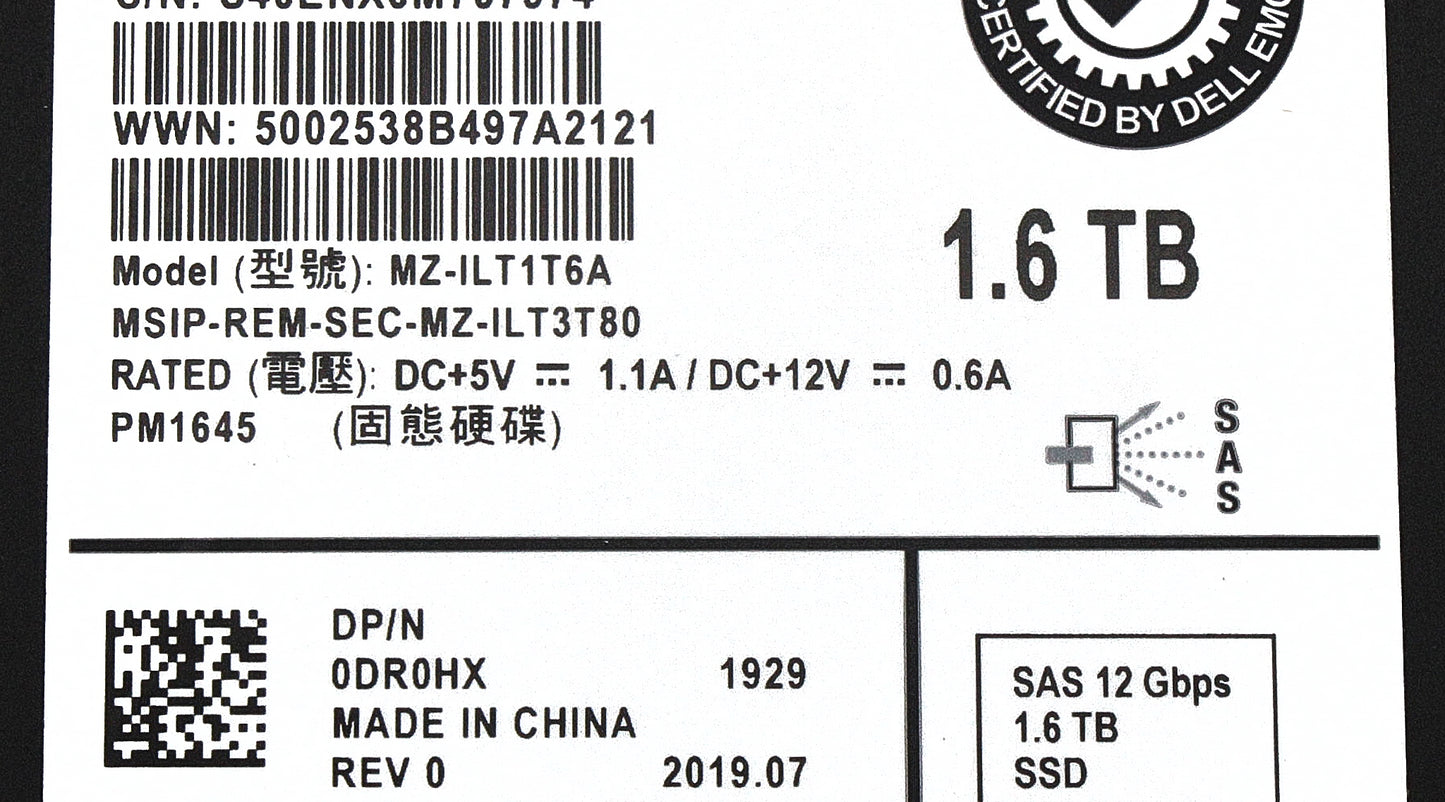 WWN: 5002538B497A2121
Model (型號): MZ-ILT1T6A
MSIP-REM-SEC-MZ-ILT3T80
RATED (電壓): DC+5V ⎓ 1.1A / DC+12V ⎓ 0.6A
PM1645 (固態硬碟)
CERTIFIED BY DELL EMC
1.6 TB
SAS
DP/N
0DR0HX 1929
MADE IN CHINA
REV 0 2019.07
SAS 12 Gbps
1.6 TB
SSD